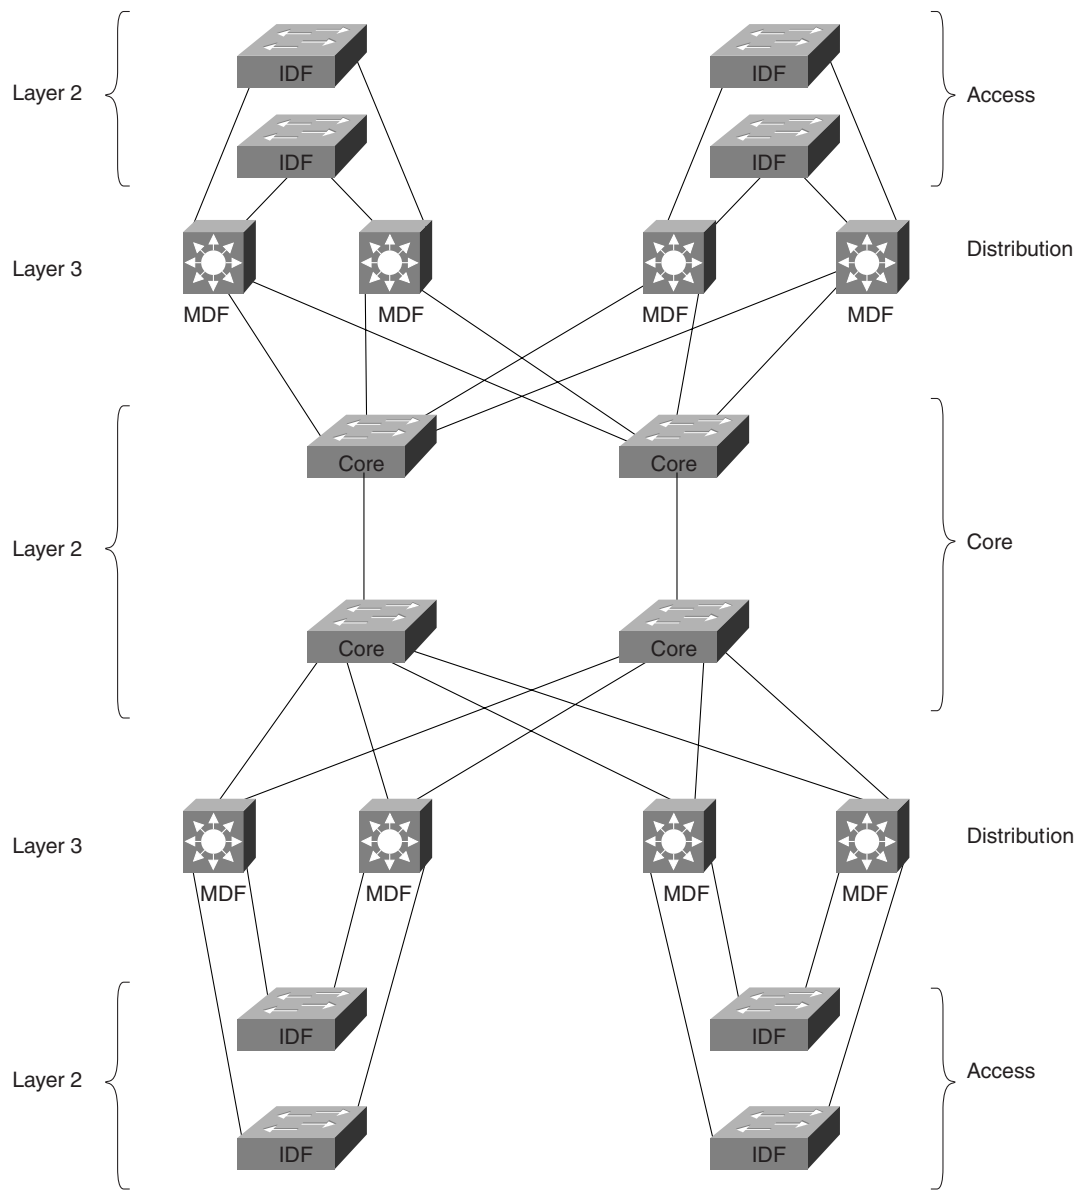 IDF
IDF
Layer 2
Access
IDF
IDF
Distribution
Layer 3
MDF
MDF
MDF
MDF
Core
Core
Layer 2
Core
Core
Core
Layer 3
Distribution
MDF
MDF
MDF
MDF
IDF
IDF
Layer 2
Access
IDF
IDF